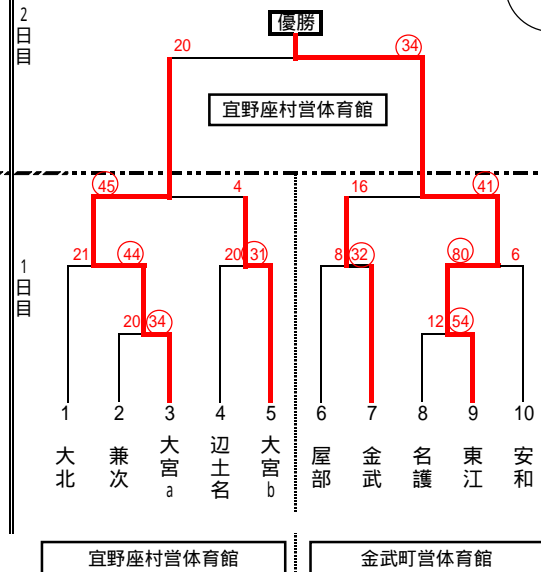 2日目
優勝
20
34
宜野座村営体育館
45
4
16
41
1日目
21
44
20
31
8
32
80
6
20
34
12
54
1
2
3
4
5
6
7
8
9
10
大北
兼次
大宮a
辺土名
大宮b
屋部
金武
名護
東江
安和
宜野座村営体育館
金武町営体育館